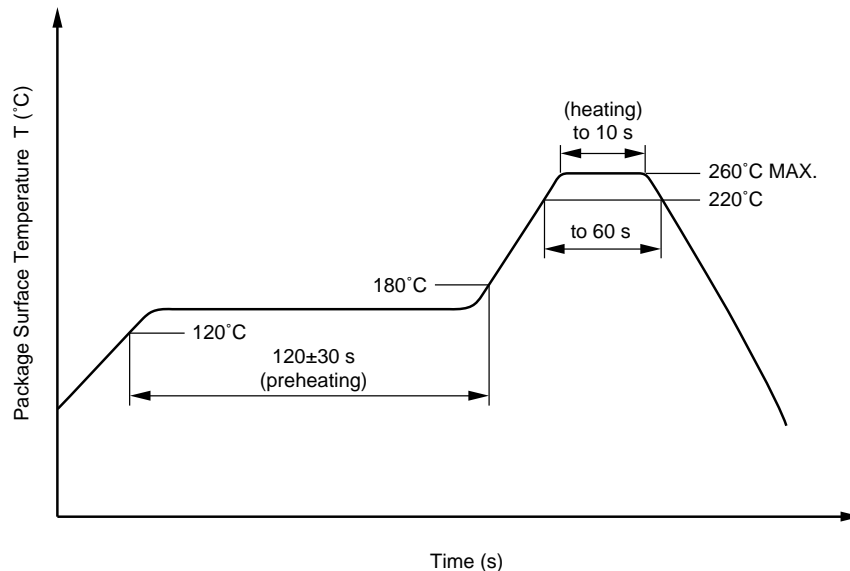 Package Surface Temperature T (˚C)
(heating)
to 10 s
260˚C MAX.
220˚C
to 60 s
180˚C
120˚C
120±30 s
(preheating)
Time (s)